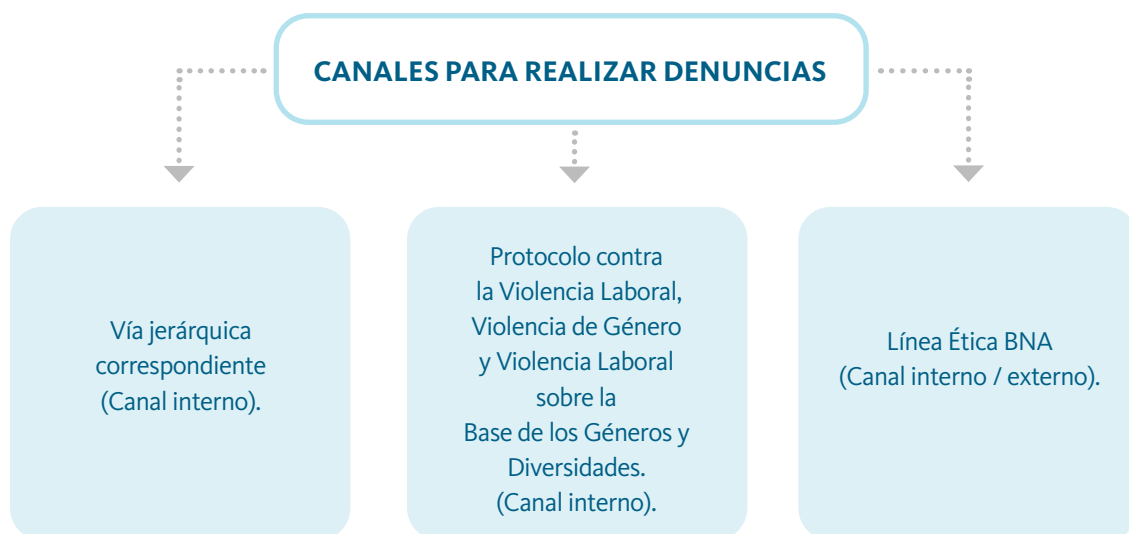 CANALES PARA REALIZAR DENUNCIAS
Vía jerárquica
correspondiente
(Canal interno).
Protocolo contra
la Violencia Laboral,
Violencia de Género
y Violencia Laboral
sobre la
Base de los Géneros y
Diversidades.
(Canal interno).
Línea Ética BNA
(Canal interno / externo).